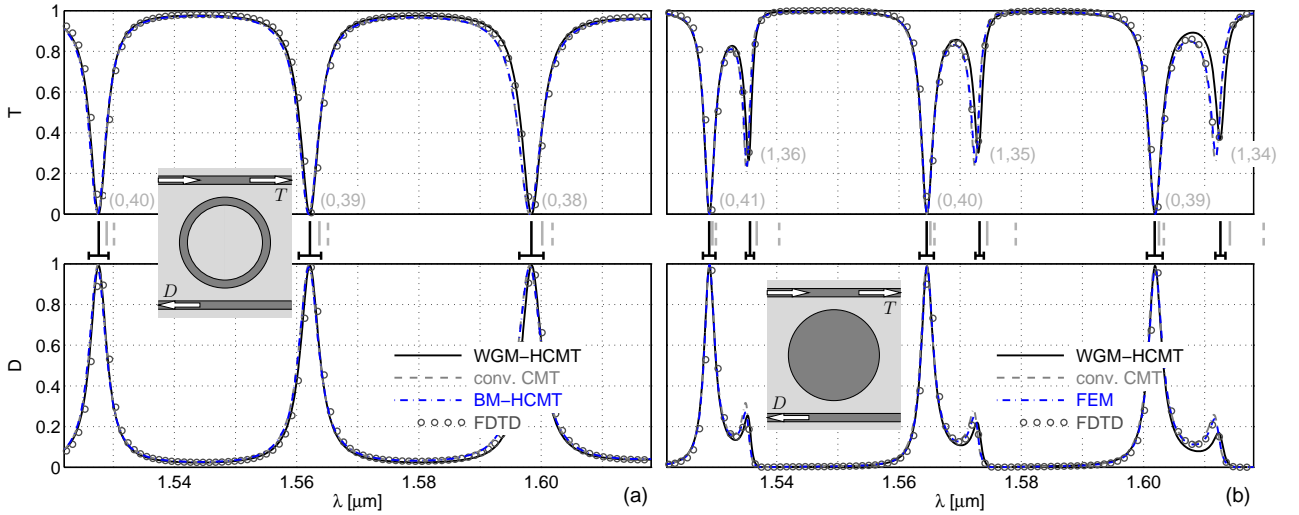 1
0.8
0.6
0.4
0.2
0
T
(0,40)
(0,39)
(0,38)
T
D
1
0.8
0.6
0.4
0.2
0
D
WGM–HCMT
conv. CMT
BM–HCMT
FDTD
1.54
1.56
1.58
1.60
λ [μm]
(a)
(0,41)
(1,36)
(0,40)
(1,35)
(0,39)
(1,34)
T
D
WGM–HCMT
conv. CMT
FEM
FDTD
1.54
1.56
1.58
1.60
λ [μm]
(b)